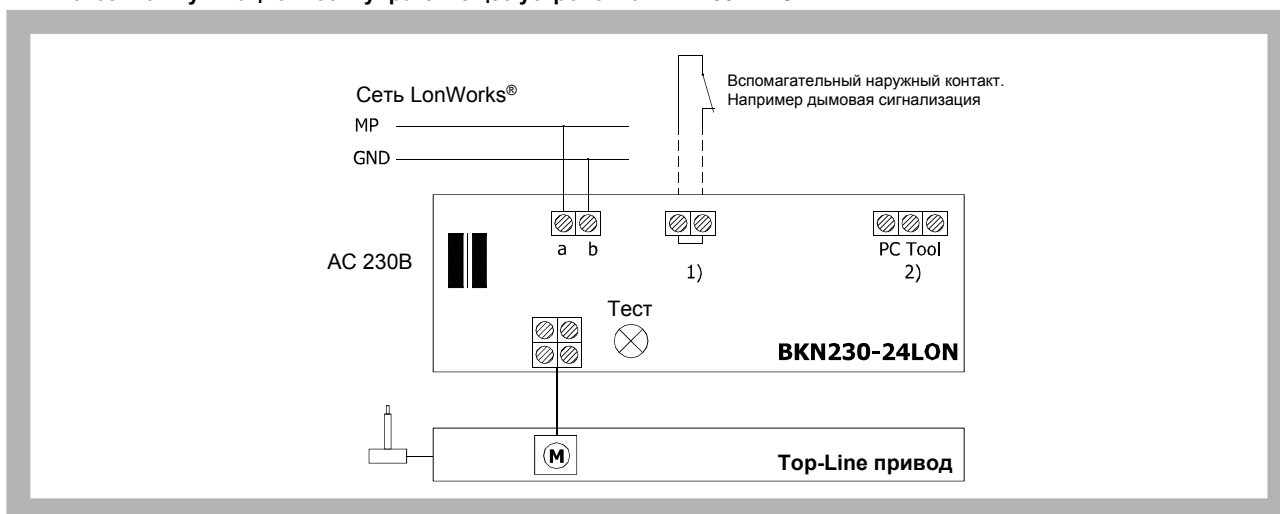 Сеть LonWorks®
MP
GND
Вспомагательный наружный контакт.
Например дымовая сигнализация
AC 230В
a b
1)
PC Tool
2)
Тест
BKN230-24LON
M
Top-Line привод